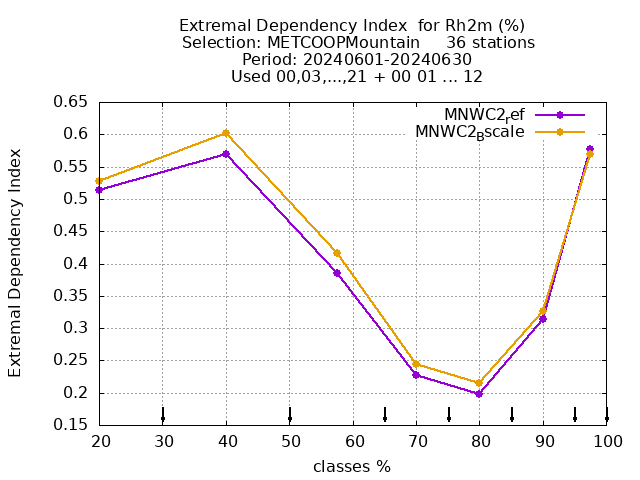 Extremal Dependency Index  for Rh2m (%)
Selection: METCOOPMountain     36 stations
Period: 20240601-20240630
Used 00,03,...,21 + 00 01 ... 12
MNWC2ref
MNWC2Bscale
0.65
0.6
0.55
0.5
0.45
0.4
0.35
0.3
0.25
0.2
0.15
Extremal Dependency Index
20 30 40 50 60 70 80 90 100
classes %